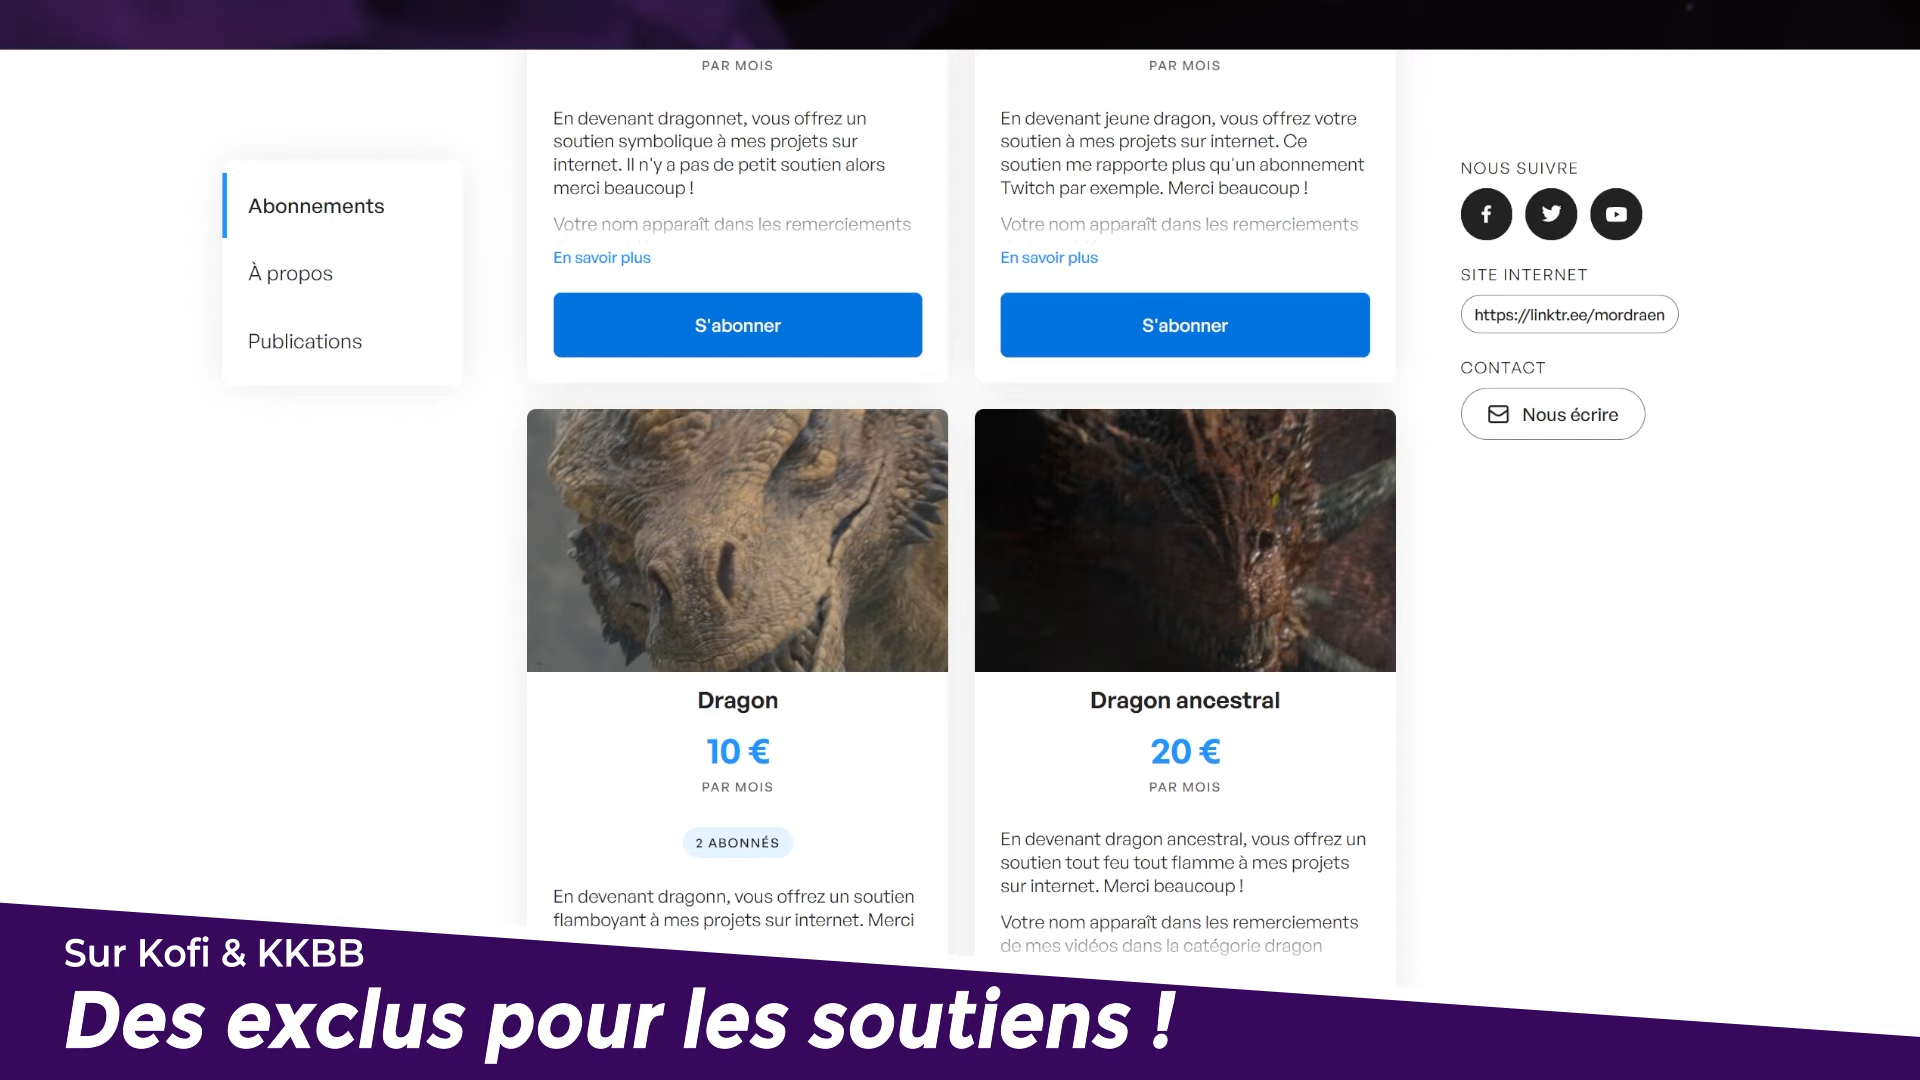 Abonnements
À propos
Publications
PAR MOIS
En devenant dragonnet, vous offrez un
soutien symbolique à mes projets sur
internet. Il n'y a pas de petit soutien alors
merci beaucoup !
Votre nom apparaît dans les remerciements
En savoir plus
S'abonner
PAR MOIS
En devenant jeune dragon, vous offrez votre
soutien à mes projets sur internet. Ce
soutien me rapporte plus qu'un abonnement
Twitch par exemple. Merci beaucoup !
Votre nom apparaît dans les remerciements
En savoir plus
S'abonner
Dragon
10 €
PAR MOIS
2 ABONNÉS
En devenant dragonn, vous offrez un soutien
flamboyant à mes projets sur internet. Merci
Dragon ancestral
20 €
PAR MOIS
En devenant dragon ancestral, vous offrez un
soutien tout feu tout flamme à mes projets
sur internet. Merci beaucoup !
Votre nom apparaît dans les remerciements
de mes vidéos dans la catégorie dragon
NOUS SUIVRE
SITE INTERNET
https://linktr.ee/mordraen
CONTACT
Nous écrire
Sur Kofi & KKBB
Des exclus pour les soutiens !